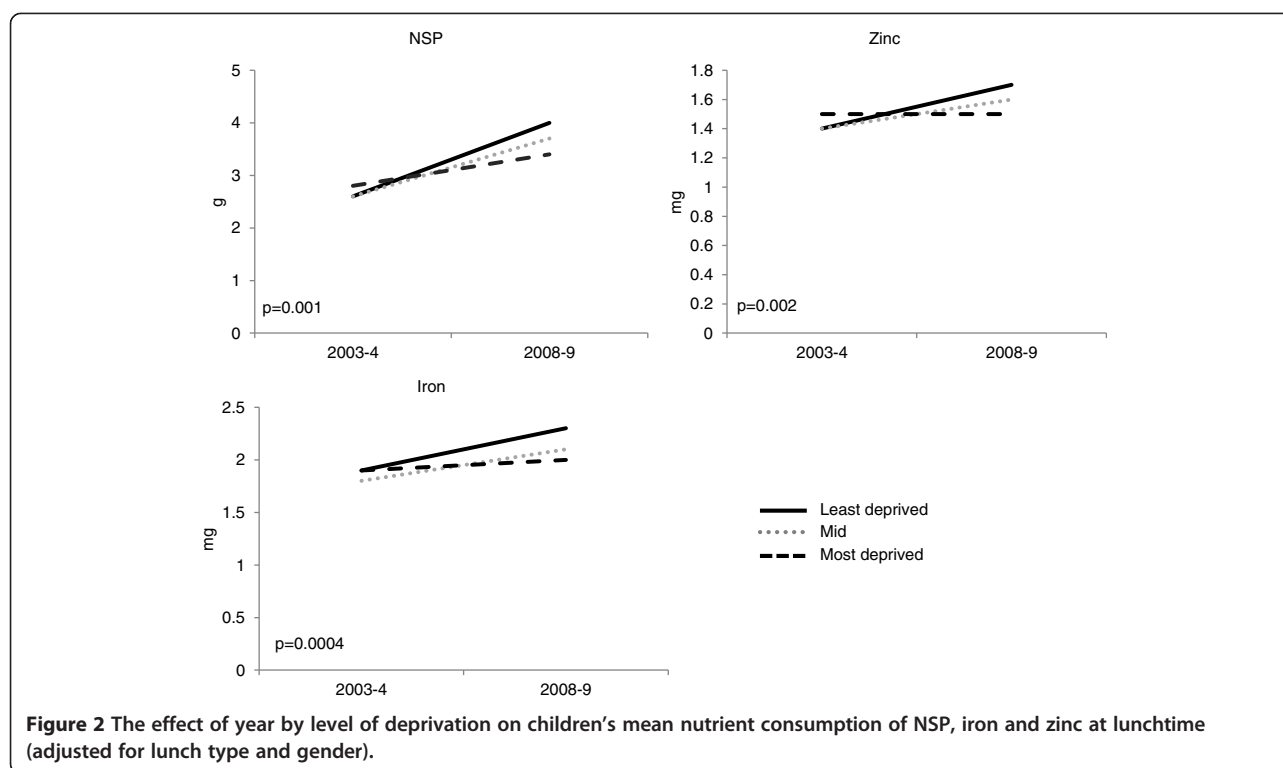 NSP
5
4
3
2
1
0
g
p=0.001
2003-4 2008-9
Zinc
1.8
1.6
1.4
1.2
1
0.8
0.6
0.4
0.2
0
mg
p=0.002
2003-4 2008-9
Iron
2.5
2
1.5
1
0.5
0
mg
p=0.0004
2003-4 2008-9
Least deprived
Mid
Most deprived
Figure 2 The effect of year by level of deprivation on children's mean nutrient consumption of NSP, iron and zinc at lunchtime
(adjusted for lunch type and gender).